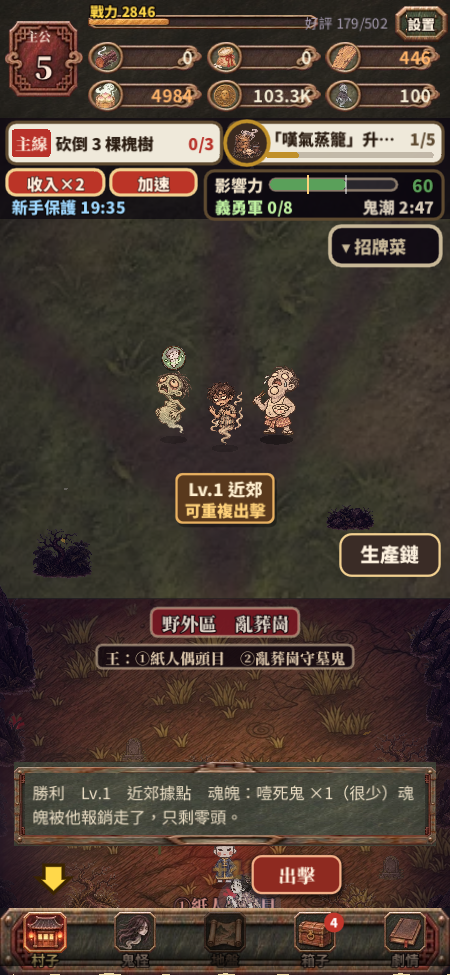 戰力 2846
主公
5
好評 179/502
設置
0
0
446
4984
103.3K
100
主線 砍倒 3 棵槐樹 0/3
「嘆氣蒸籠」升… 1/5
收入×2
加速
影響力 60
新手保護 19:35
義勇軍 0/8
鬼潮 2:47
▾招牌菜
Lv.1 近郊
可重複出擊
生產鏈
野外區 亂葬崗
王：①紙人偶頭目 ②亂葬崗守墓鬼
勝利 Lv.1 近郊據點 魂魄：噎死鬼 ×1（很少）魂
魄被他報銷走了，只剩零頭。
出擊
4
村子
鬼怪
地盤
箱子
劇情